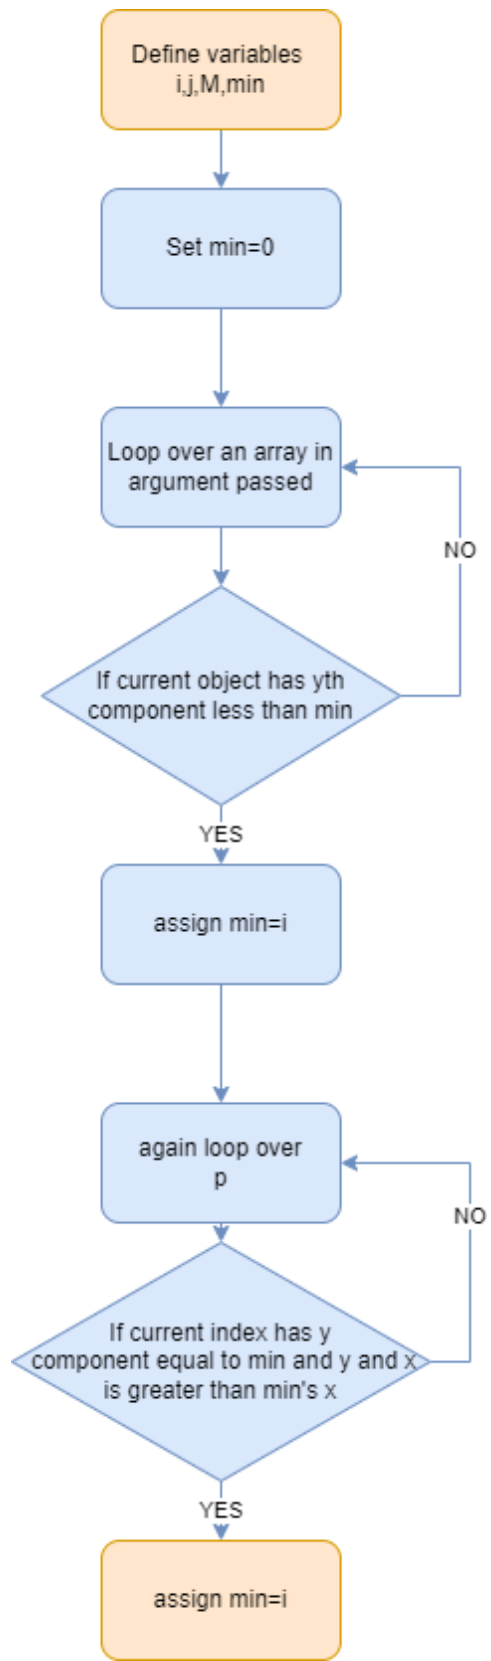 Define variables
i,j,M,min
Set min=0
Loop over an array in
argument passed
NO
If current object has yth
component less than min
YES
assign min=i
again loop over
p
NO
If current index has y
component equal to min and y and x
is greater than min's x
YES
assign min=i